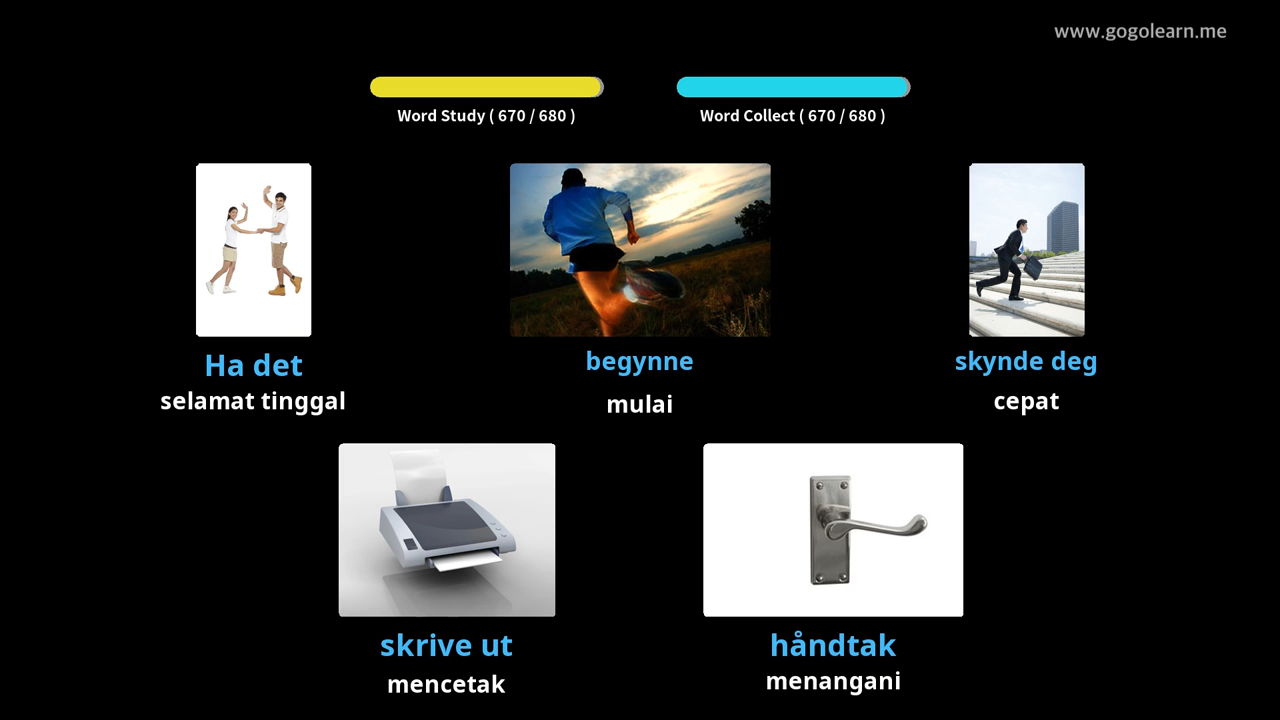 www.gogolearn.me
Word Study ( 670 / 680 )
Word Collect ( 670 / 680 )
Ha det
selamat tinggal
begynne
mulai
skynde deg
cepat
skrive ut
mencetak
håndtak
menangani